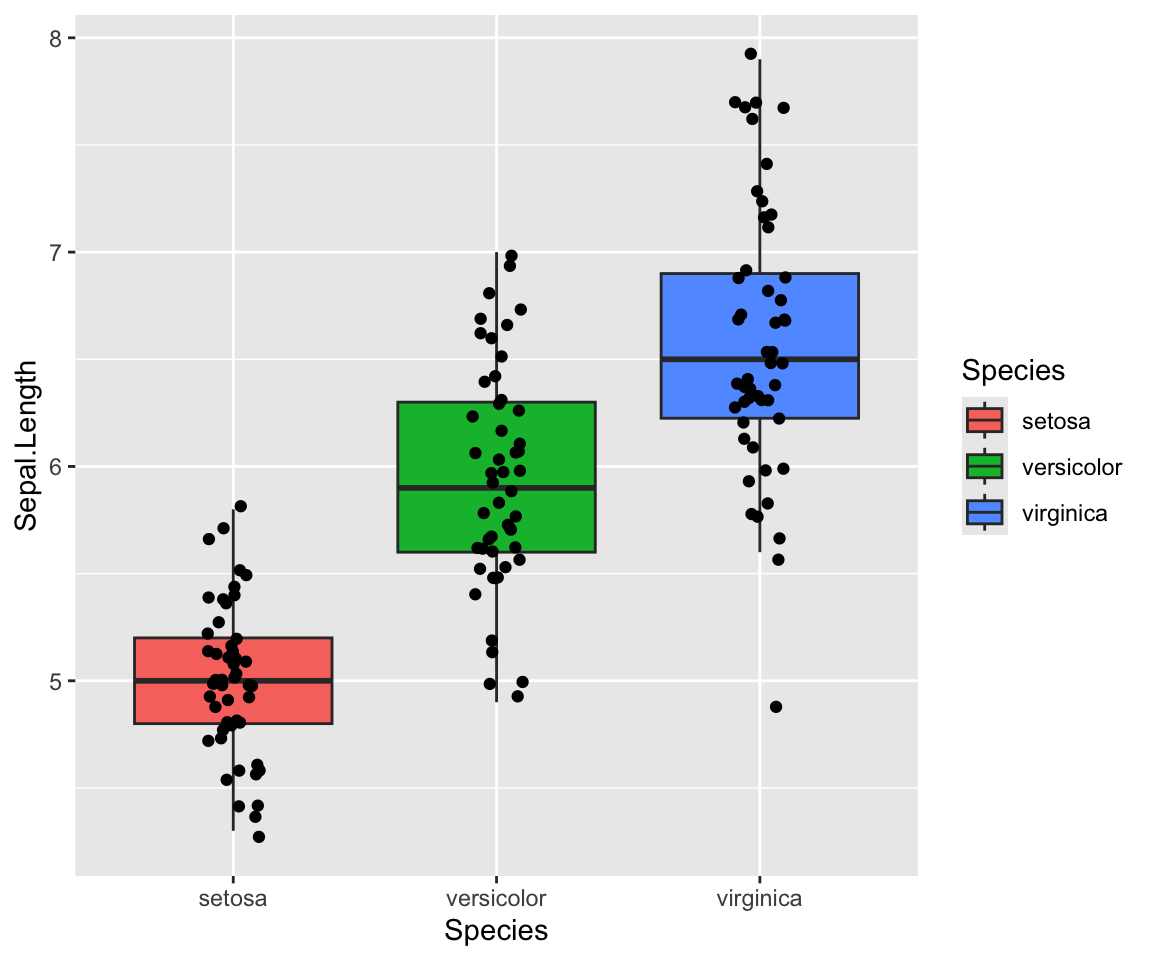 Sepal.Length
8
7
6
5
setosa
versicolor
virginica
Species
Species
setosa
versicolor
virginica